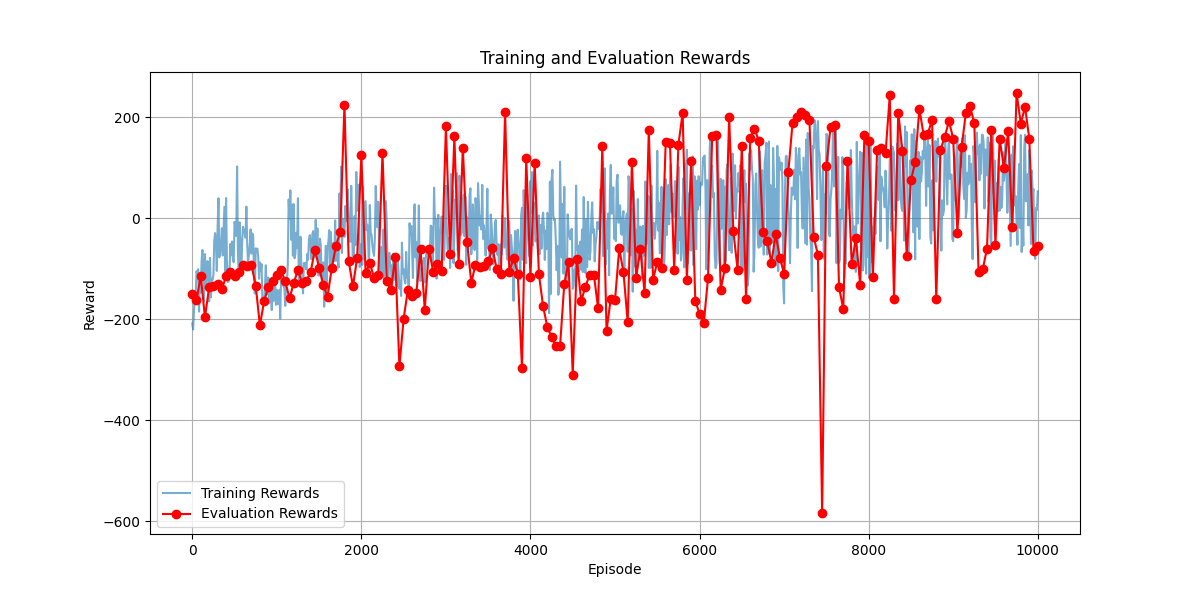 Training and Evaluation Rewards
200
0
−200
−400
−600
Reward
Training Rewards
Evaluation Rewards
0
2000
4000
6000
8000
10000
Episode